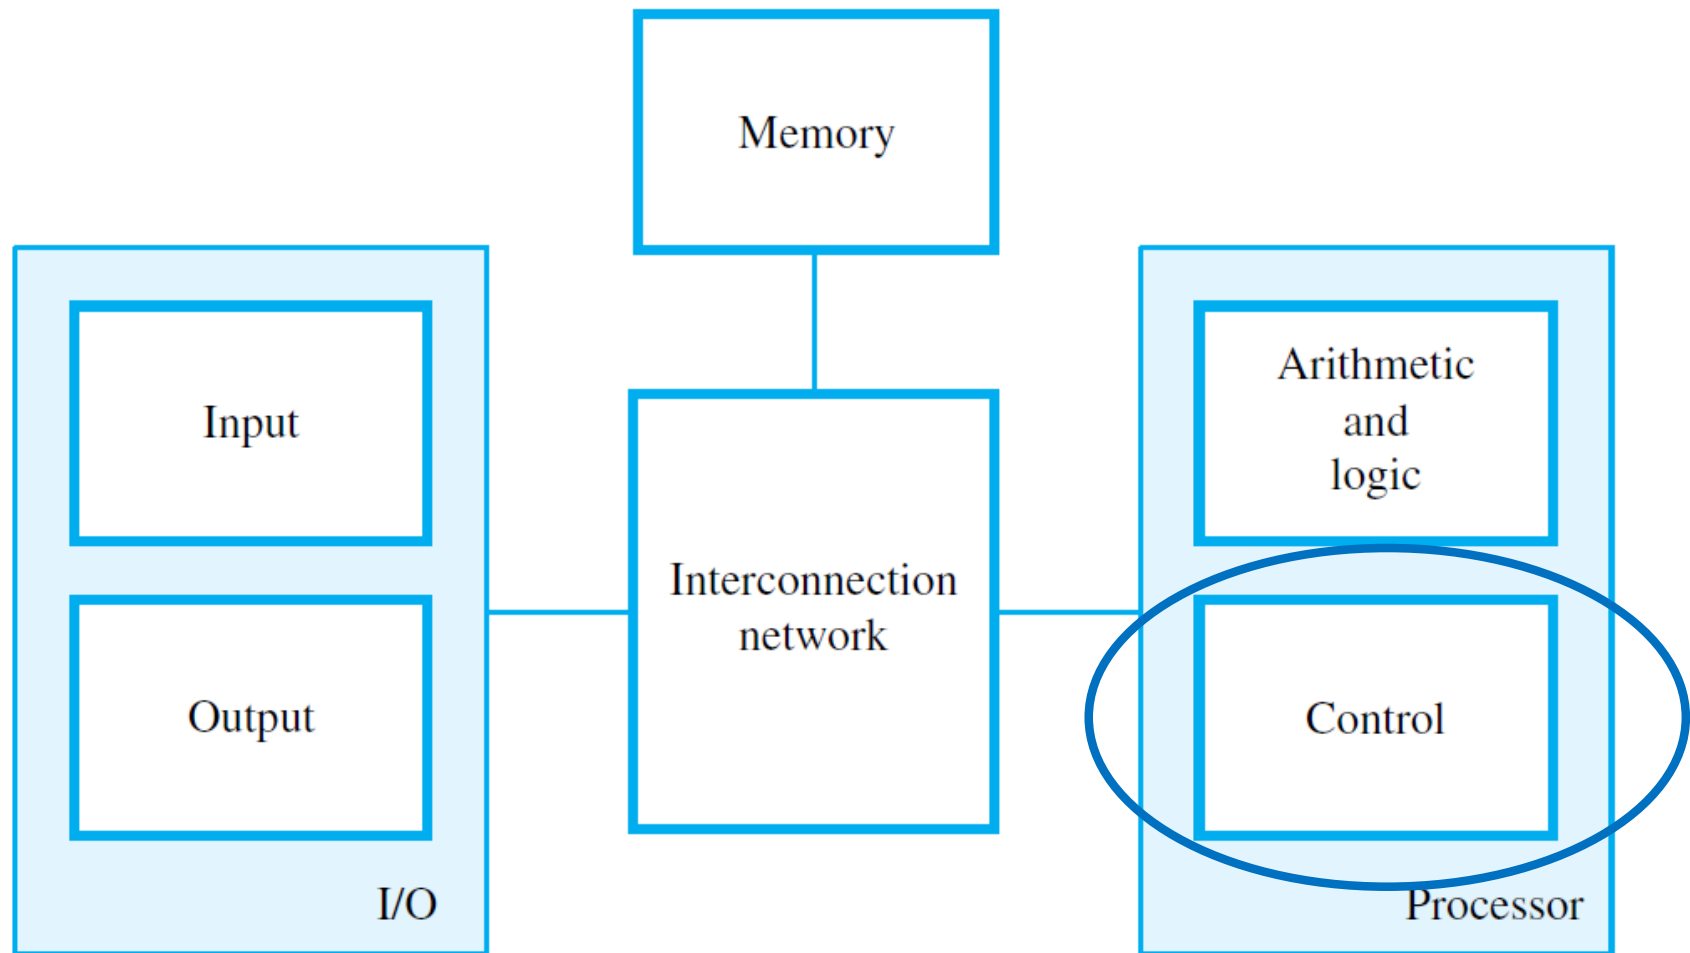 Memory
Input
Output
I/O
Interconnection
network
Arithmetic
and
logic
Control
Processor